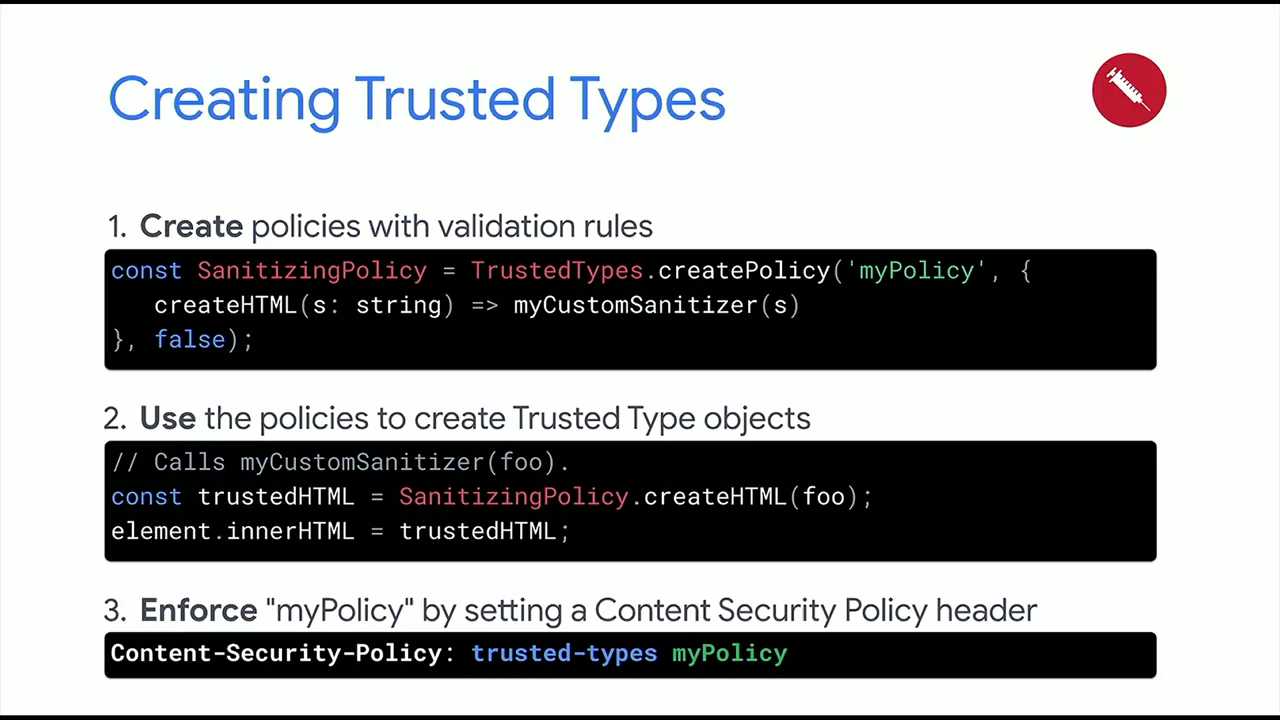 Creating Trusted Types
1. Create policies with validation rules
const SanitizingPolicy = TrustedTypes.createPolicy('myPolicy', {
createHTML(s: string) => myCustomSanitizer(s)
}, false);
2. Use the policies to create Trusted Type objects
// Calls myCustomSanitizer(foo).
const trustedHTML = SanitizingPolicy.createHTML(foo);
element.innerHTML = trustedHTML;
3. Enforce "myPolicy" by setting a Content Security Policy header
Content-Security-Policy: trusted-types myPolicy